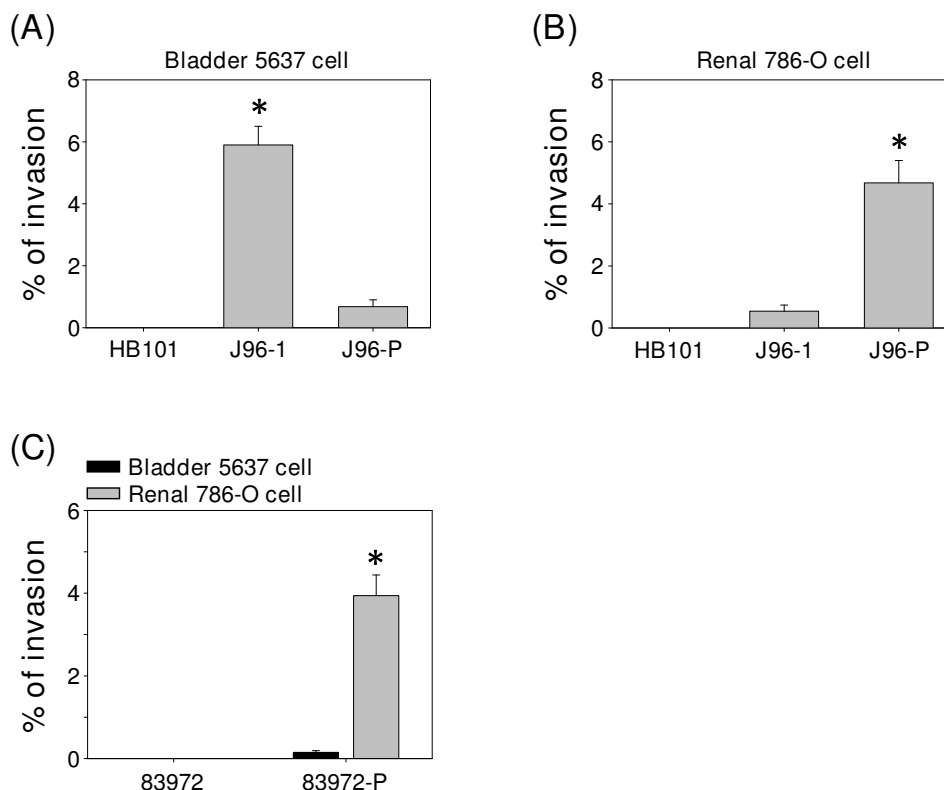 (A)
Bladder 5637 cell
% of invasion
8
6
4
2
0
*
HB101 J96-1 J96-P
(B)
Renal 786-O cell
% of invasion
8
6
4
2
0
*
HB101 J96-1 J96-P
(C)
Bladder 5637 cell
Renal 786-O cell
% of invasion
6
4
2
0
*
83972 83972-P